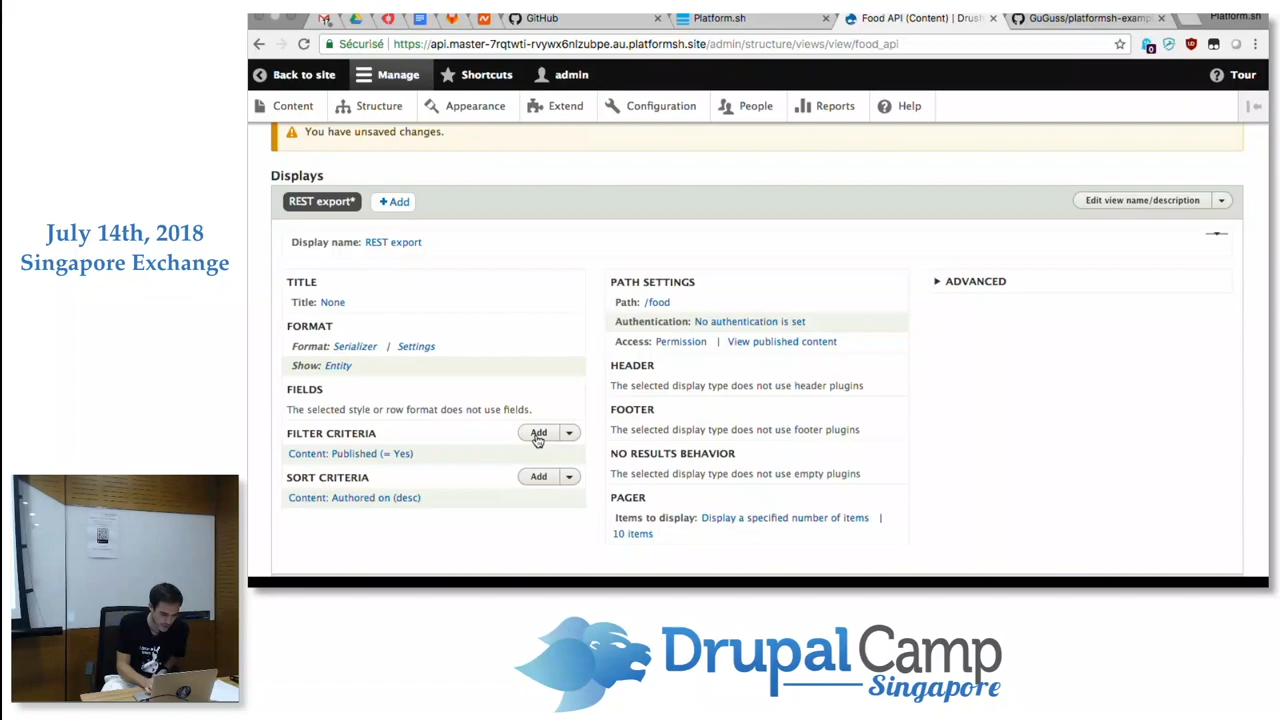 GitHub
Platform.sh
Food API (Content) | Drush
GuGuss/platformsh-exampl
Platform.sh
Sécurisé | https://api.master-7rqtwti-rvywx6nlzubpe.au.platformsh.site/admin/structure/views/view/food_api
Back to site
Manage
Shortcuts
admin
Tour
Content
Structure
Appearance
Extend
Configuration
People
Reports
Help
You have unsaved changes.
Displays
REST export*
+ Add
Edit view name/description
Display name: REST export
TITLE
Title: None
FORMAT
Format: Serializer | Settings
Show: Entity
FIELDS
The selected style or row format does not use fields.
FILTER CRITERIA
Add
Content: Published (= Yes)
SORT CRITERIA
Add
Content: Authored on (desc)
PATH SETTINGS
Path: /food
Authentication: No authentication is set
Access: Permission | View published content
HEADER
The selected display type does not use header plugins
FOOTER
The selected display type does not use footer plugins
NO RESULTS BEHAVIOR
The selected display type does not use empty plugins
PAGER
Items to display: Display a specified number of items |
10 items
ADVANCED
July 14th, 2018
Singapore Exchange
DrupalCamp
Singapore